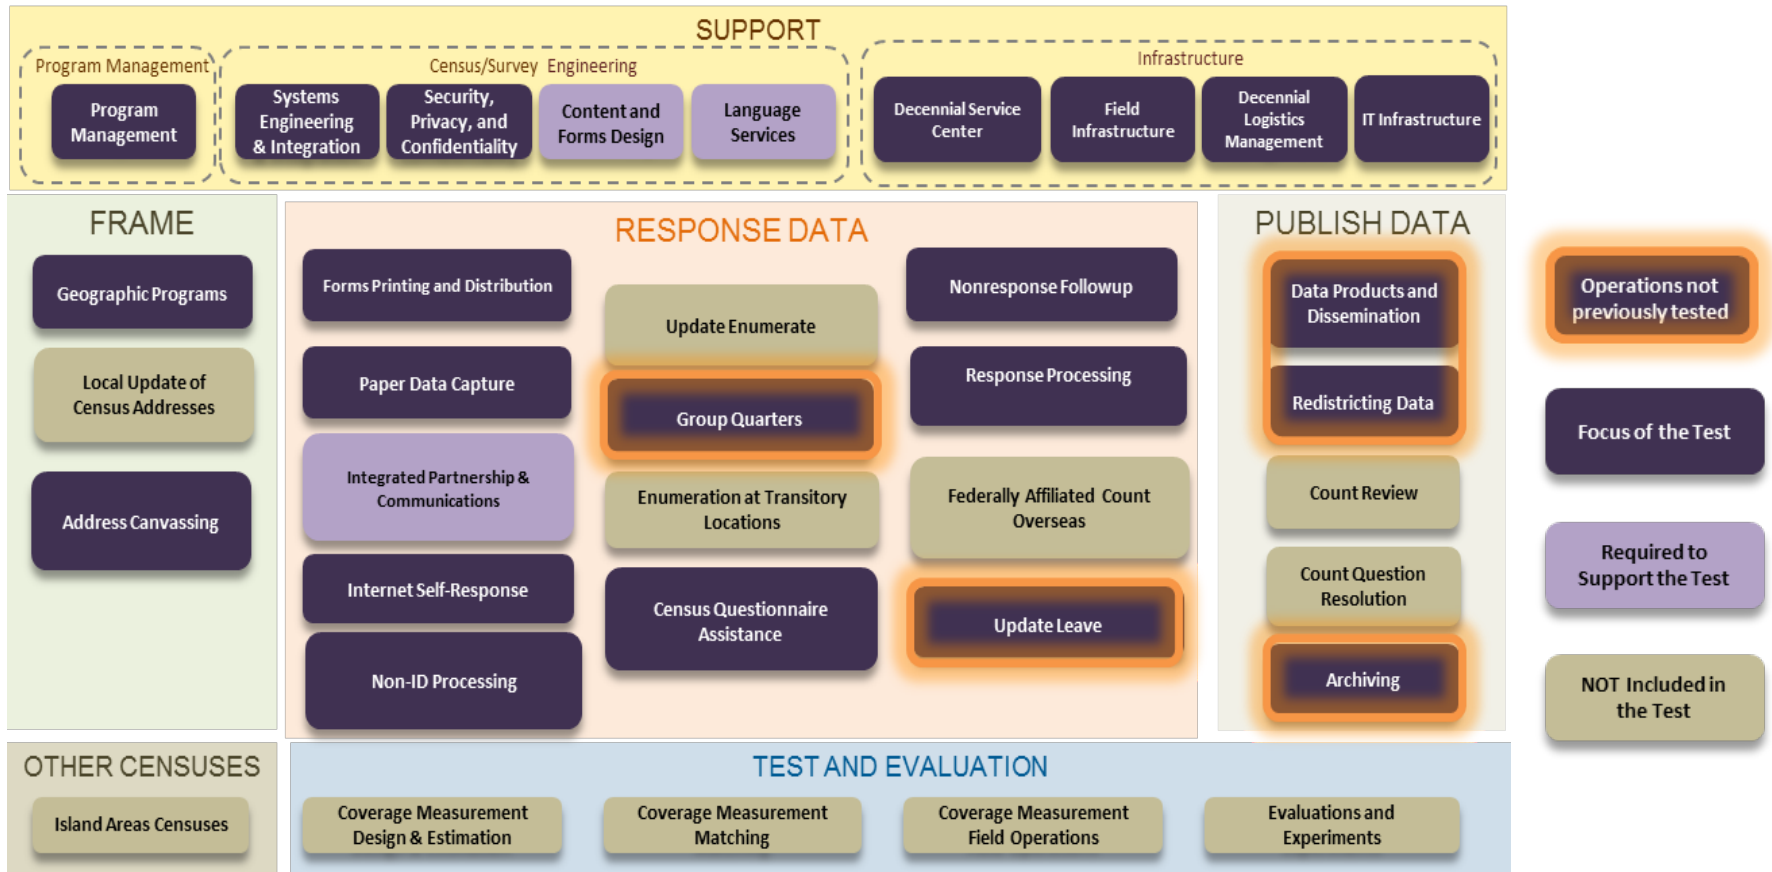 SUPPORT
Program Management
Program
Management
Census/Survey Engineering
Systems
Engineering
& Integration
Security,
Privacy, and
Confidentiality
Content and
Forms Design
Language
Services
Infrastructure
Decennial Service
Center
Field
Infrastructure
Decennial
Logistics
Management
IT Infrastructure
FRAME
Geographic Programs
Local Update of
Census Addresses
Address Canvassing
RESPONSE DATA
Forms Printing and Distribution
Paper Data Capture
Integrated Partnership &
Communications
Internet Self-Response
Non-ID Processing
Update Enumerate
Group Quarters
Enumeration at Transitory
Locations
Census Questionnaire
Assistance
Nonresponse Followup
Response Processing
Federally Affiliated Count
Overseas
Update Leave
PUBLISH DATA
Data Products and
Dissemination
Redistricting Data
Count Review
Count Question
Resolution
Archiving
Operations not
previously tested
Focus of the Test
Required to
Support the Test
NOT Included in
the Test
OTHER CENSUSES
Island Areas Censuses
TEST AND EVALUATION
Coverage Measurement
Design & Estimation
Coverage Measurement
Matching
Coverage Measurement
Field Operations
Evaluations and
Experiments